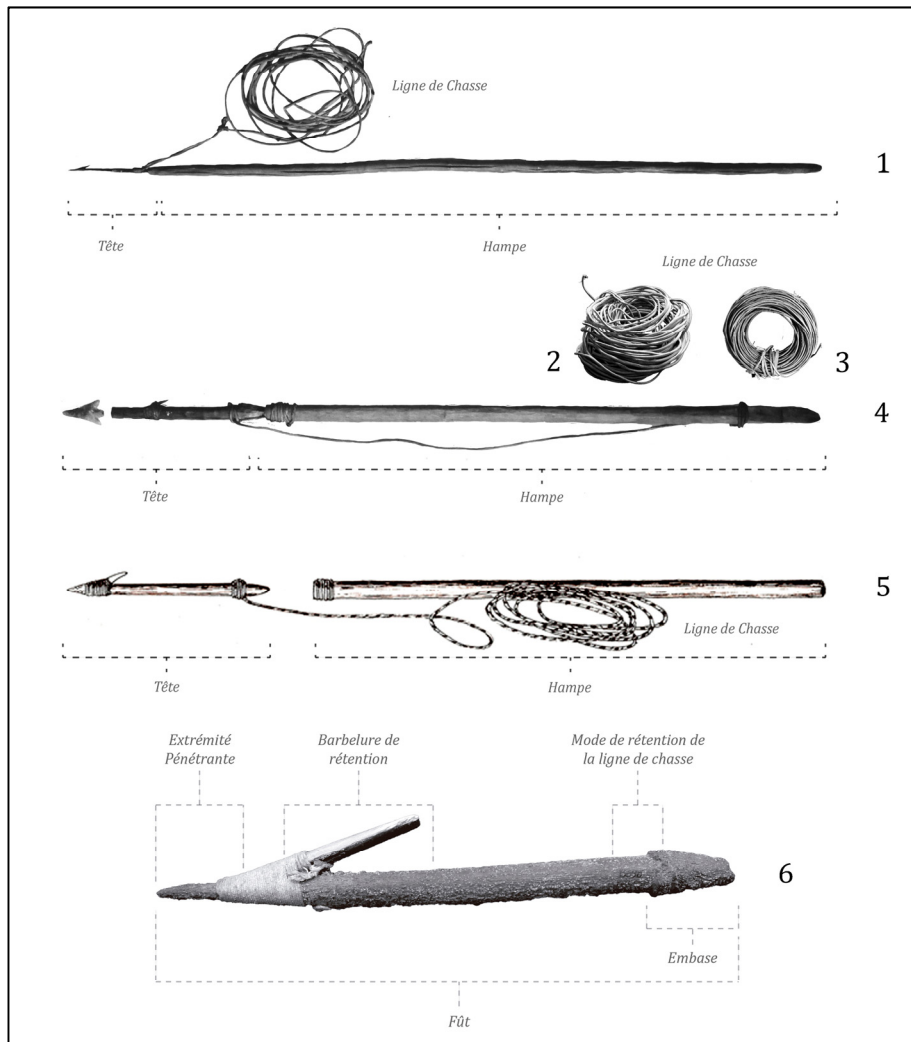 Ligne de Chasse
1
Tête
Hampe
Ligne de Chasse
2
3
4
Tête
Hampe
5
Ligne de Chasse
Tête
Hampe
Extrémité
Pénétrante
Barbelure de
rétention
Mode de rétention de
la ligne de chasse
6
Embase
Fût